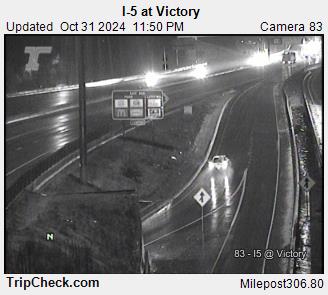 I-5 at Victory
Updated Oct 31 2024 11:50 PM Camera 83
N
83 - I5 @ Victory
TripCheck.com Milepost306.80